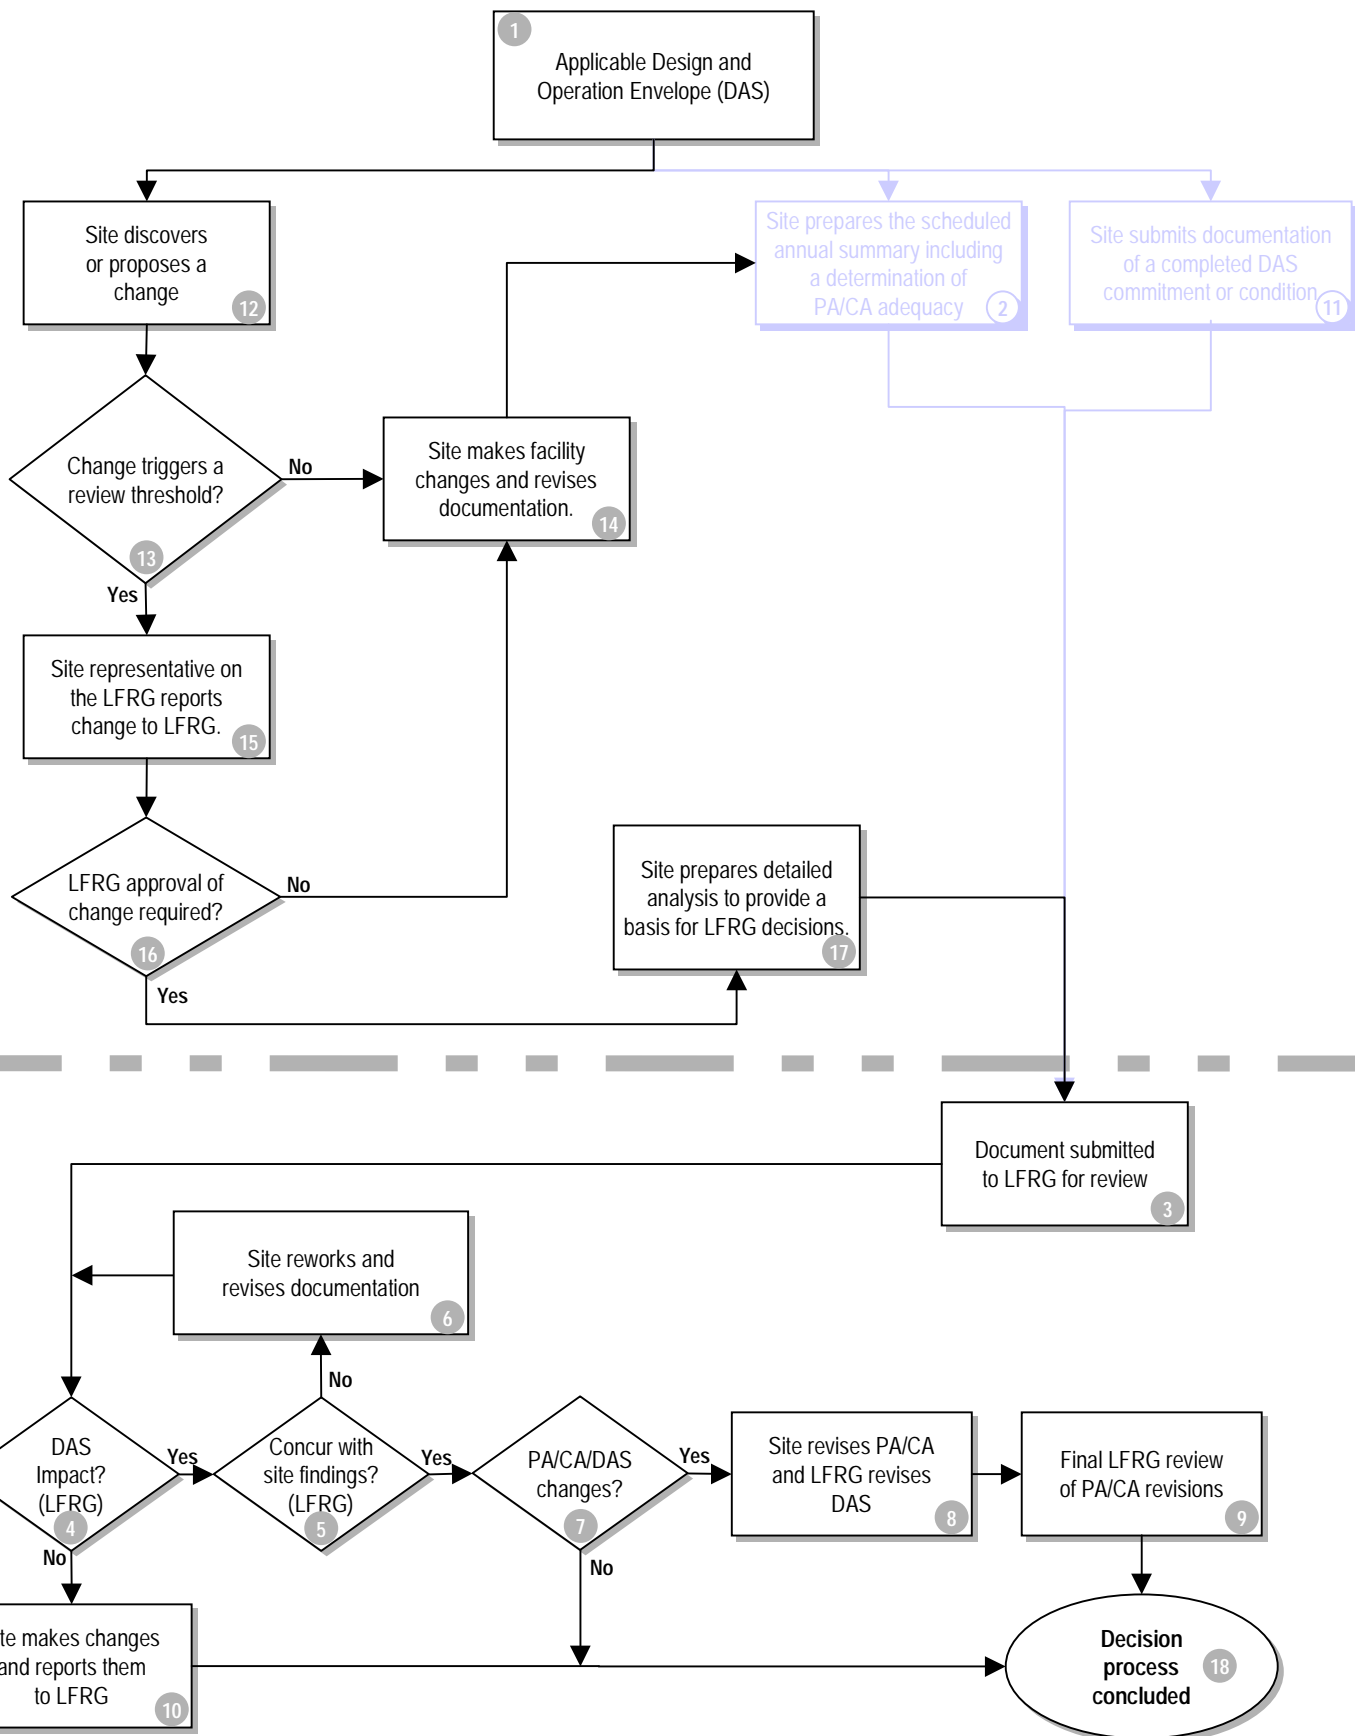 1
Applicable Design and
Operation Envelope (DAS)
Site discovers
or proposes a
change
12
Site prepares the scheduled
annual summary including
a determination of
PA/CA adequacy
2
Site submits documentation
of a completed DAS
commitment or condition
11
Change triggers a
review threshold?
13
No
Yes
Site makes facility
changes and revises
documentation.
14
Site representative on
the LFRG reports
change to LFRG.
15
LFRG approval of
change required?
16
No
Yes
Site prepares detailed
analysis to provide a
basis for LFRG decisions.
17
Document submitted
to LFRG for review
3
Site reworks and
revises documentation
6
No
DAS
Impact?
(LFRG)
4
Yes
No
Concur with
site findings?
(LFRG)
5
Yes
PA/CA/DAS
changes?
7
Yes
No
Site revises PA/CA
and LFRG revises
DAS
8
Final LFRG review
of PA/CA revisions
9
te makes changes
and reports them
to LFRG
10
Decision
process
concluded
18